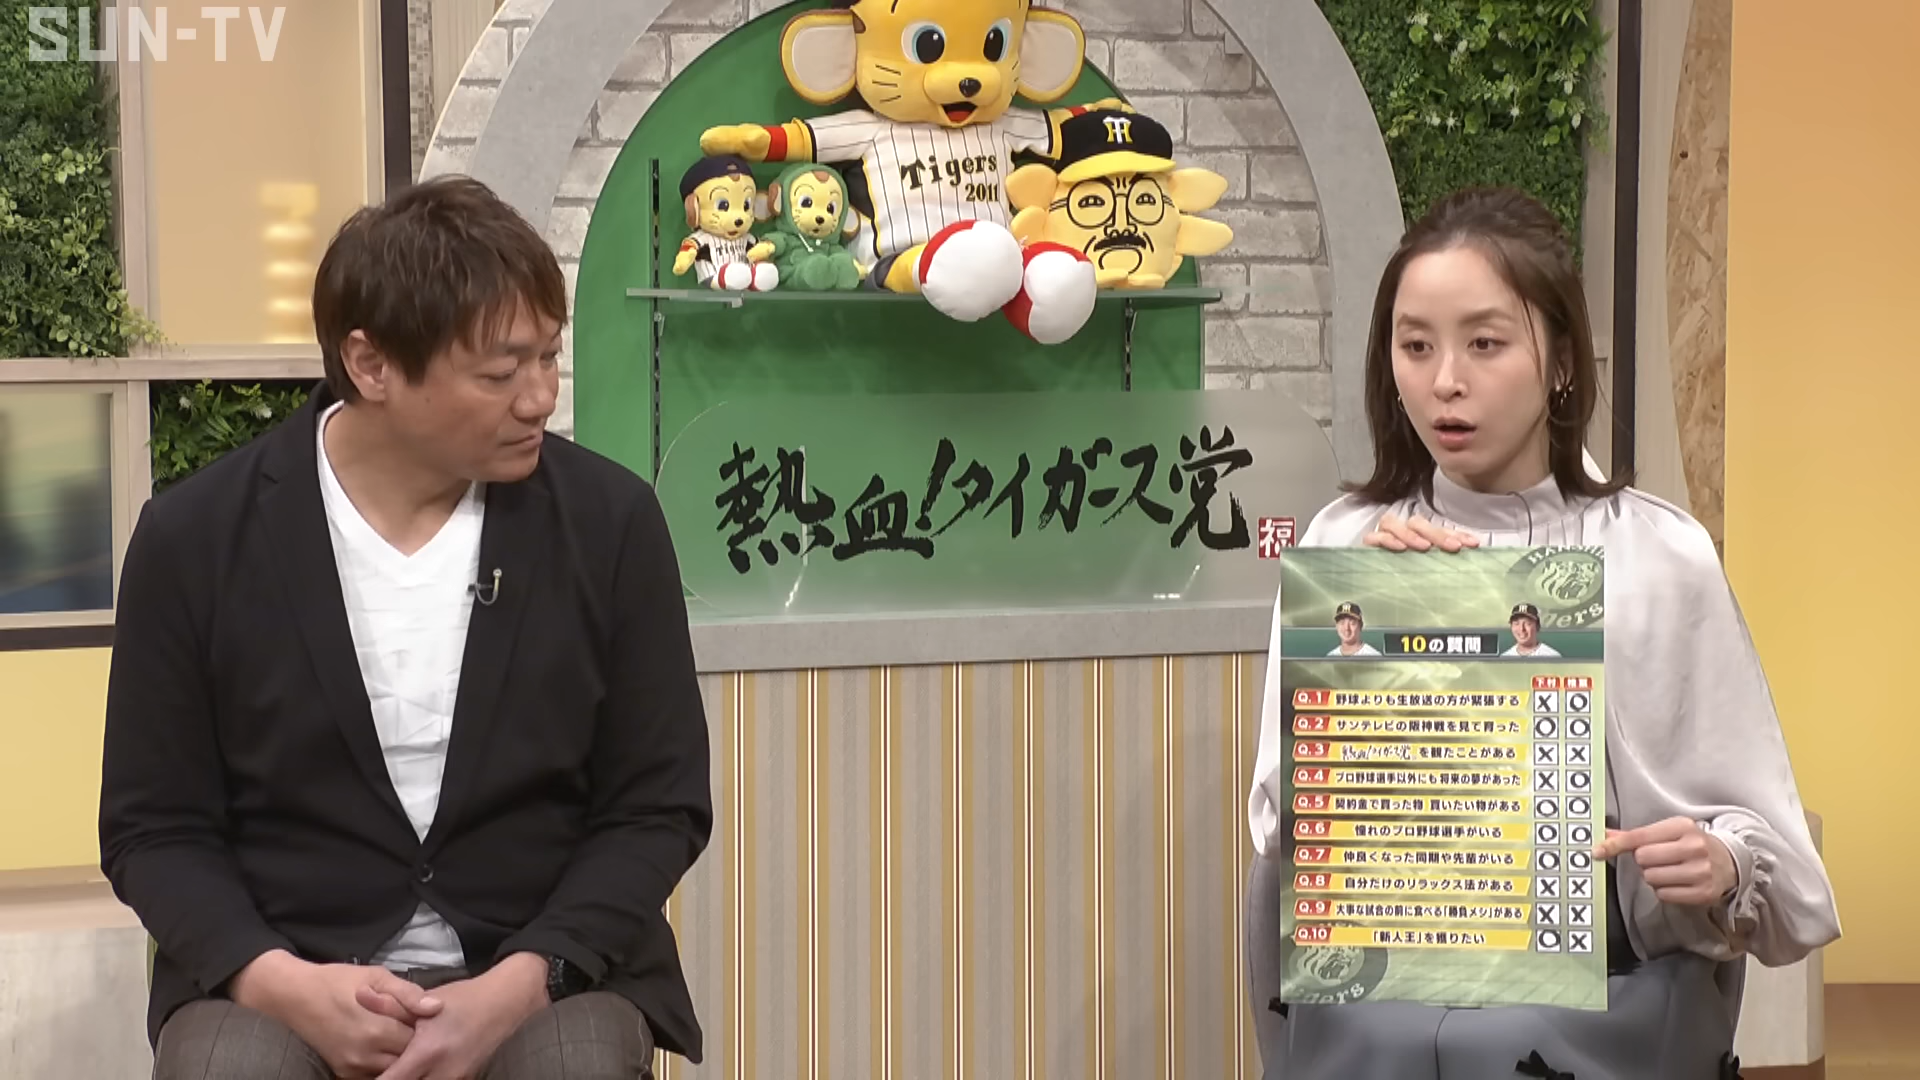 SUN-TV
Tigers
2011
Tigers
熱血!タイガース党
福
HANSHIN
Tigers
10の質問
下村 椎葉
Q.1 野球よりも生放送の方が緊張する X O
Q.2 サンテレビの阪神戦を見て育った O O
Q.3 熱血!タイガース党 を観たことがある X X
Q.4 プロ野球選手以外にも将来の夢があった X O
Q.5 契約金で買った物 買いたい物がある O O
Q.6 憧れのプロ野球選手がいる O O
Q.7 仲良くなった同期や先輩がいる O O
Q.8 自分だけのリラックス法がある X X
Q.9 大事な試合の前に食べる「勝負メシ」がある X X
Q.10 「新人王」を獲りたい O X
Tigers